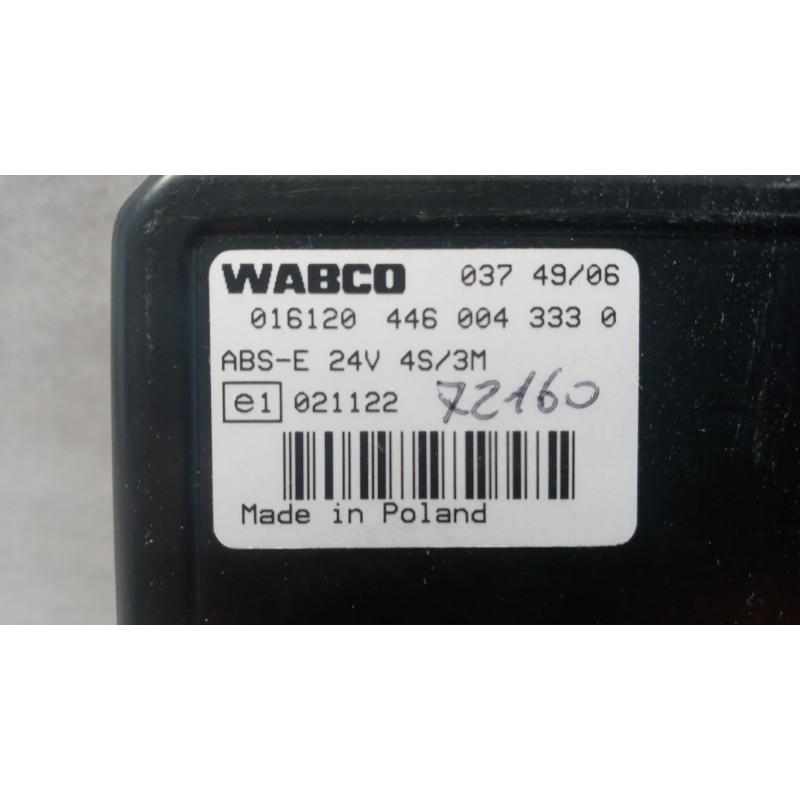 WABCO 037 49/06
016120 446 004 333 0
ABS-E 24V 4S/3M
e1 021122 72160
Made in Poland